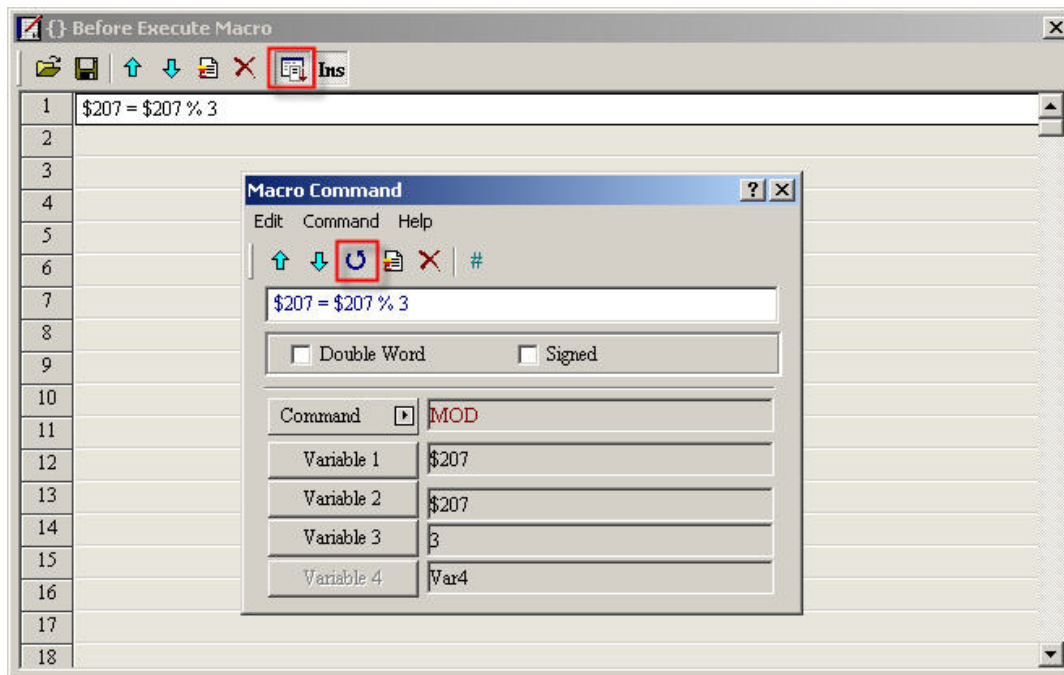 {} Before Execute Macro
Ins
1 $207 = $207 % 3
2
3
4
5
6
7
8
9
10
11
12
13
14
15
16
17
18
Macro Command
Edit Command Help
#
$207 = $207 % 3
Double Word Signed
Command MOD
Variable 1 $207
Variable 2 $207
Variable 3 3
Variable 4 Var4